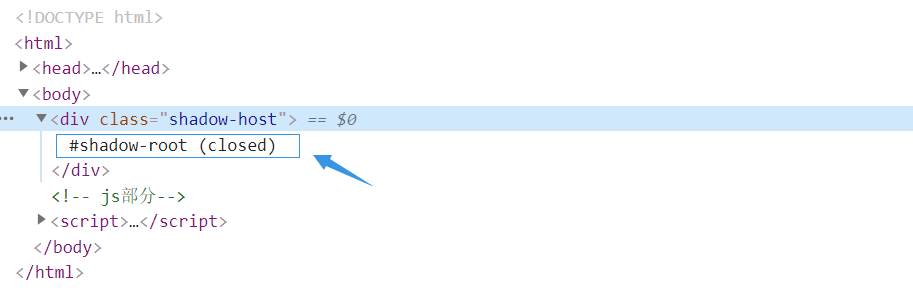 <!DOCTYPE html>
<html>
<head>…</head>
<body>
<div class="shadow-host"> == $0
#shadow-root (closed)
</div>
<!-- js部分-->
<script>…</script>
</body>
</html>